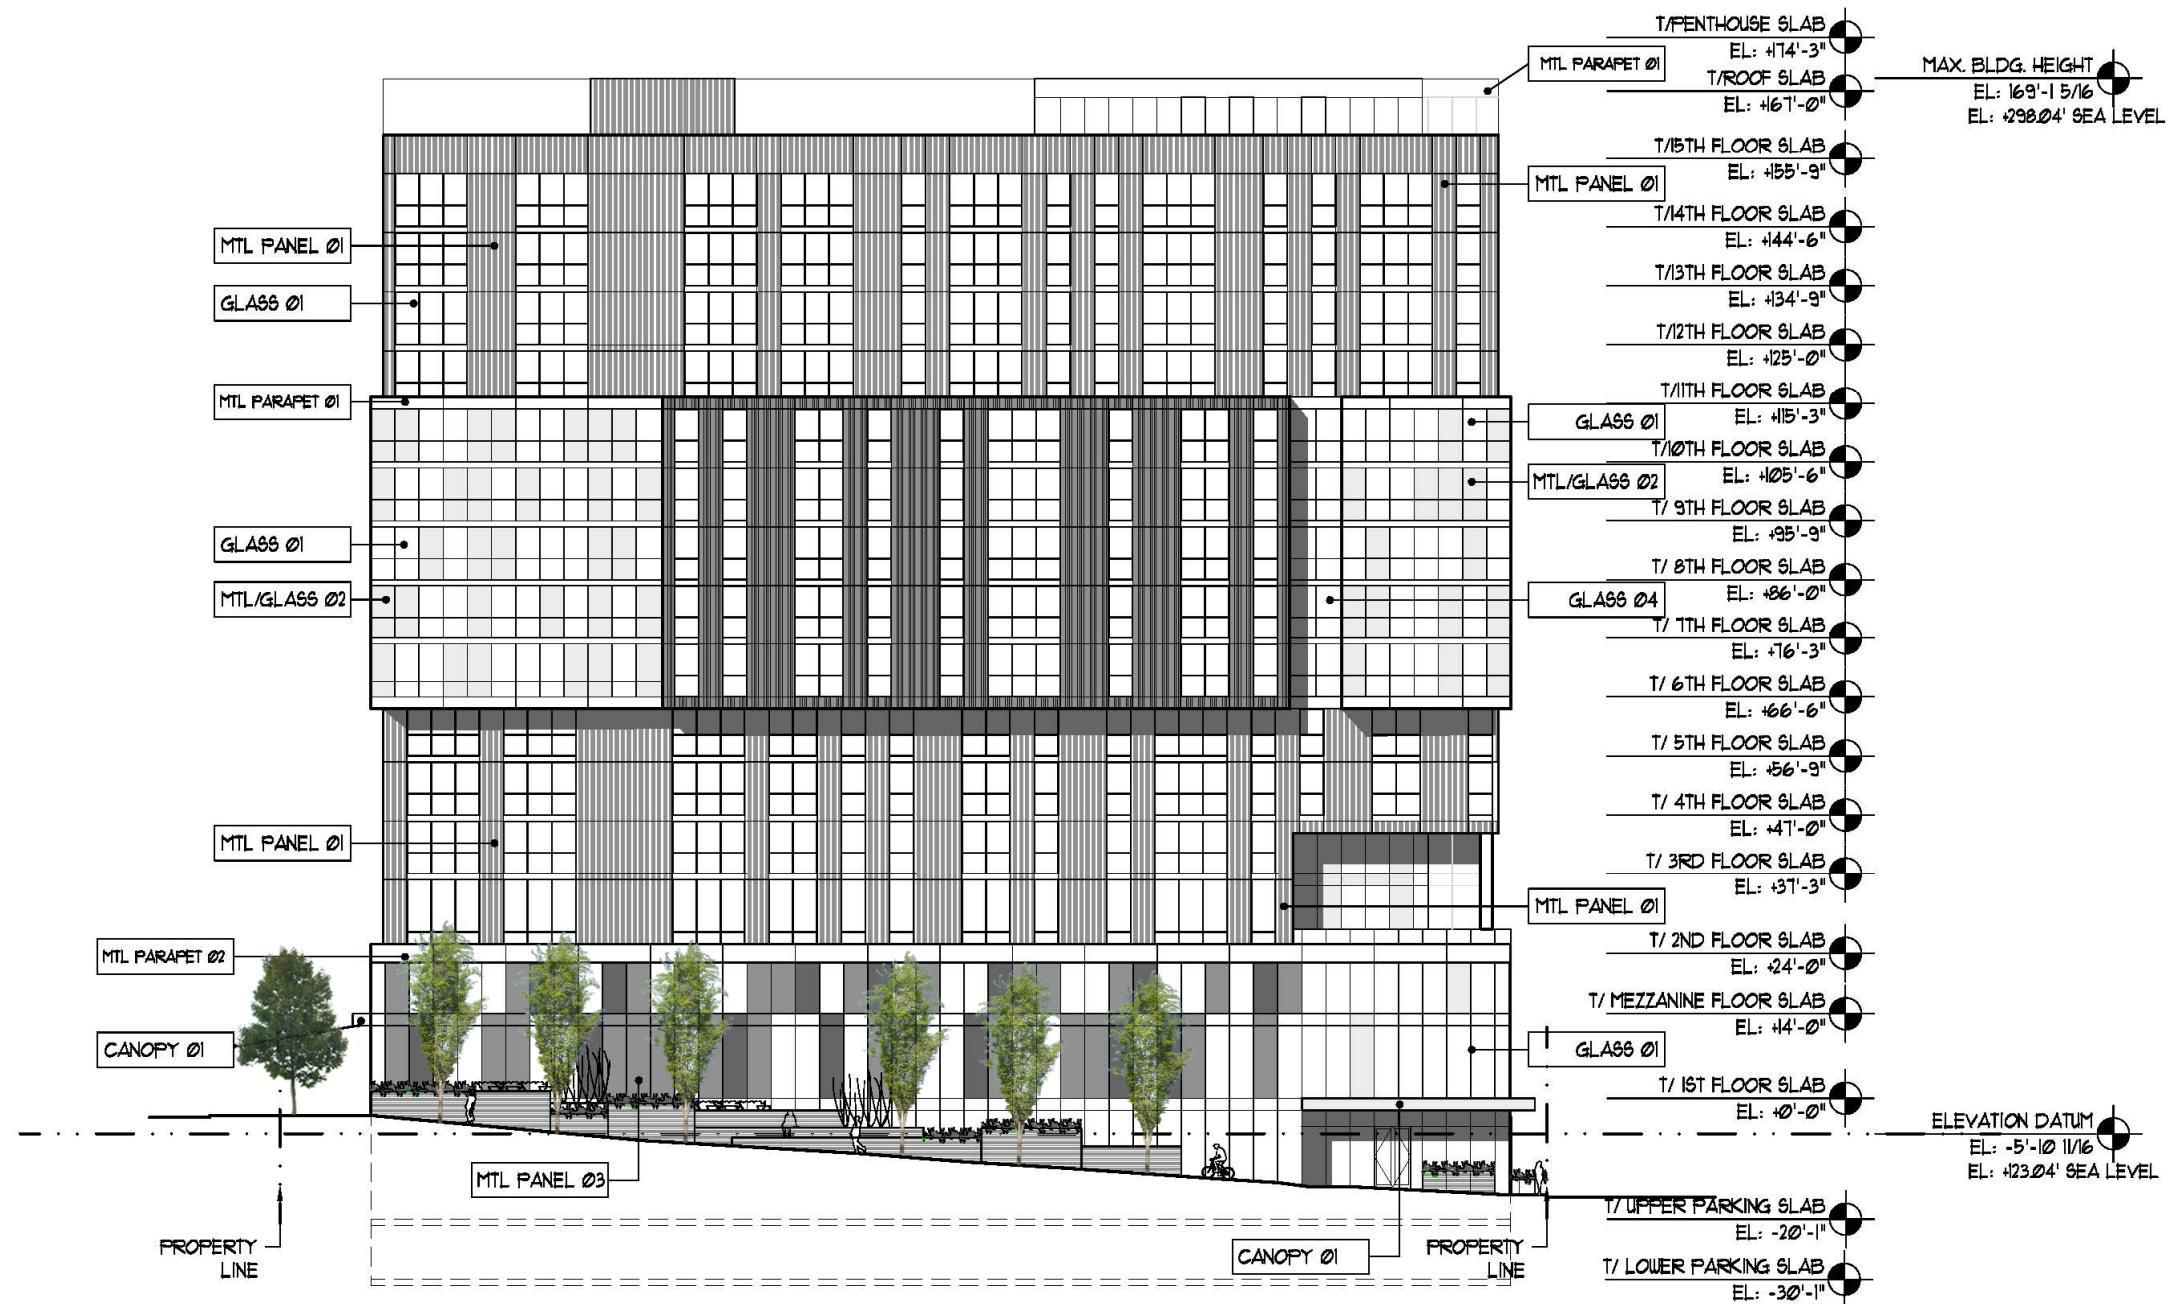 T/PENTHOUSE SLAB
EL: +174'-3"
MTL PARAPET 01
T/ROOF SLAB
EL: +167'-0"
MAX. BLDG. HEIGHT
EL: 169'-1 5/16
EL: +298.04' SEA LEVEL
T/15TH FLOOR SLAB
EL: +155'-9"
MTL PANEL 01
T/14TH FLOOR SLAB
EL: +144'-6"
MTL PANEL 01
T/13TH FLOOR SLAB
EL: +134'-9"
GLASS 01
T/12TH FLOOR SLAB
EL: +125'-0"
MTL PARAPET 01
T/11TH FLOOR SLAB
EL: +115'-3"
GLASS 01
T/10TH FLOOR SLAB
EL: +105'-6"
MTL/GLASS 02
T/ 9TH FLOOR SLAB
EL: +95'-9"
GLASS 01
T/ 8TH FLOOR SLAB
EL: +86'-0"
MTL/GLASS 02
GLASS 04
T/ 7TH FLOOR SLAB
EL: +76'-3"
T/ 6TH FLOOR SLAB
EL: +66'-6"
T/ 5TH FLOOR SLAB
EL: +56'-9"
T/ 4TH FLOOR SLAB
EL: +47'-0"
MTL PANEL 01
T/ 3RD FLOOR SLAB
EL: +37'-3"
MTL PANEL 01
T/ 2ND FLOOR SLAB
EL: +24'-0"
MTL PARAPET 02
T/ MEZZANINE FLOOR SLAB
EL: +14'-0"
CANOPY 01
GLASS 01
T/ 1ST FLOOR SLAB
EL: +0'-0"
ELEVATION DATUM
EL: -5'-10 11/16
EL: +123.04' SEA LEVEL
MTL PANEL 03
T/ UPPER PARKING SLAB
EL: -20'-1"
PROPERTY
LINE
CANOPY 01
PROPERTY
LINE
T/ LOWER PARKING SLAB
EL: -30'-1"